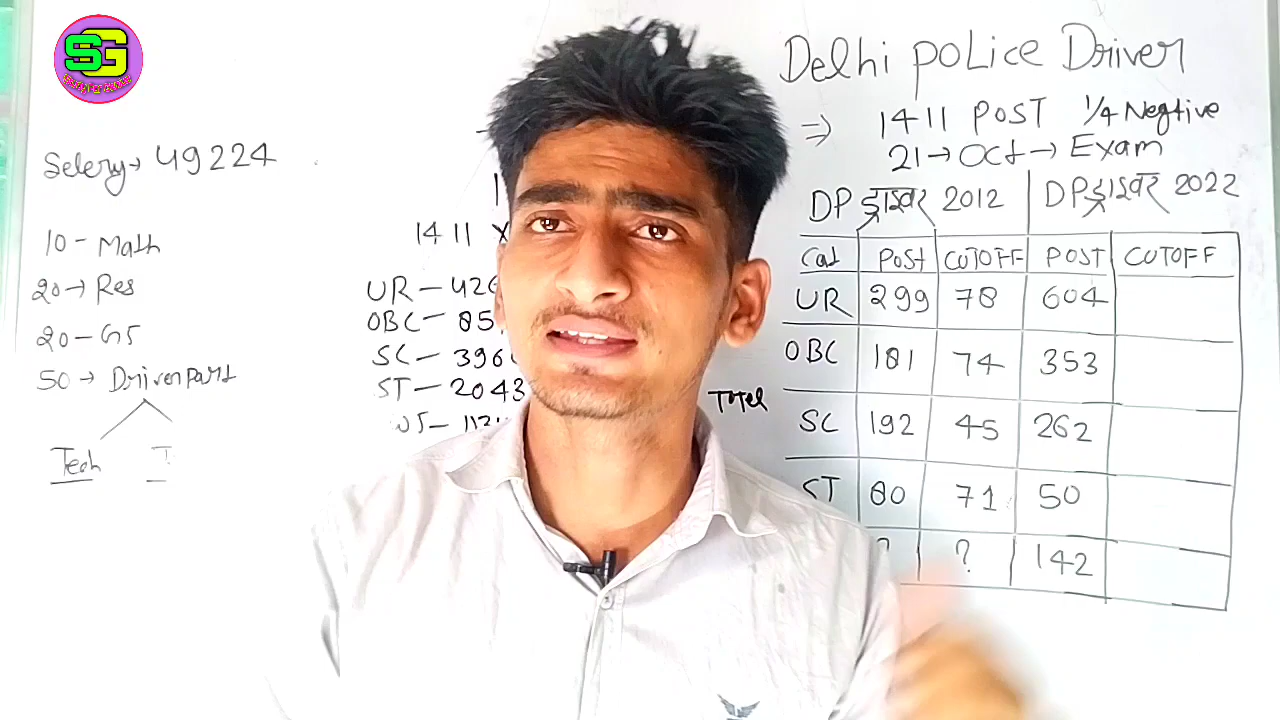 SG
Delhi poLice Driver
⇒ 1411 POST 1/4 Negtive
21 → Oct → Exam
Selery → 49224
10 - Math
20 → Res
20 - GS
50 → Driver part
Tech
1411 X
UR - 426
OBC - 85
SC - 396
ST - 2043
Totel
DP ड्राइवर 2012 DP ड्राइवर 2022
Cat POST CUTOFF POST CUTOFF
UR 299 78 604
OBC 181 74 353
SC 192 45 262
ST 80 71 50
? ? 142